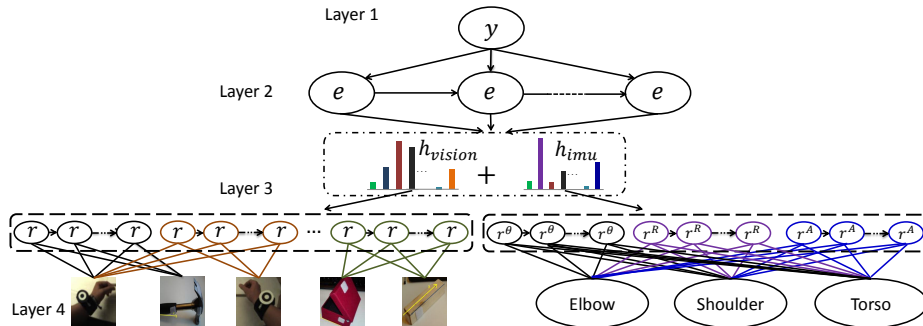 Layer 1
y
Layer 2
e e e
h_vision + h_imu
... ...
Layer 3
r r r r r r ... r r r r^θ r^θ r^θ r^R r^R r^R r^A r^A r^A
Layer 4
Elbow Shoulder Torso